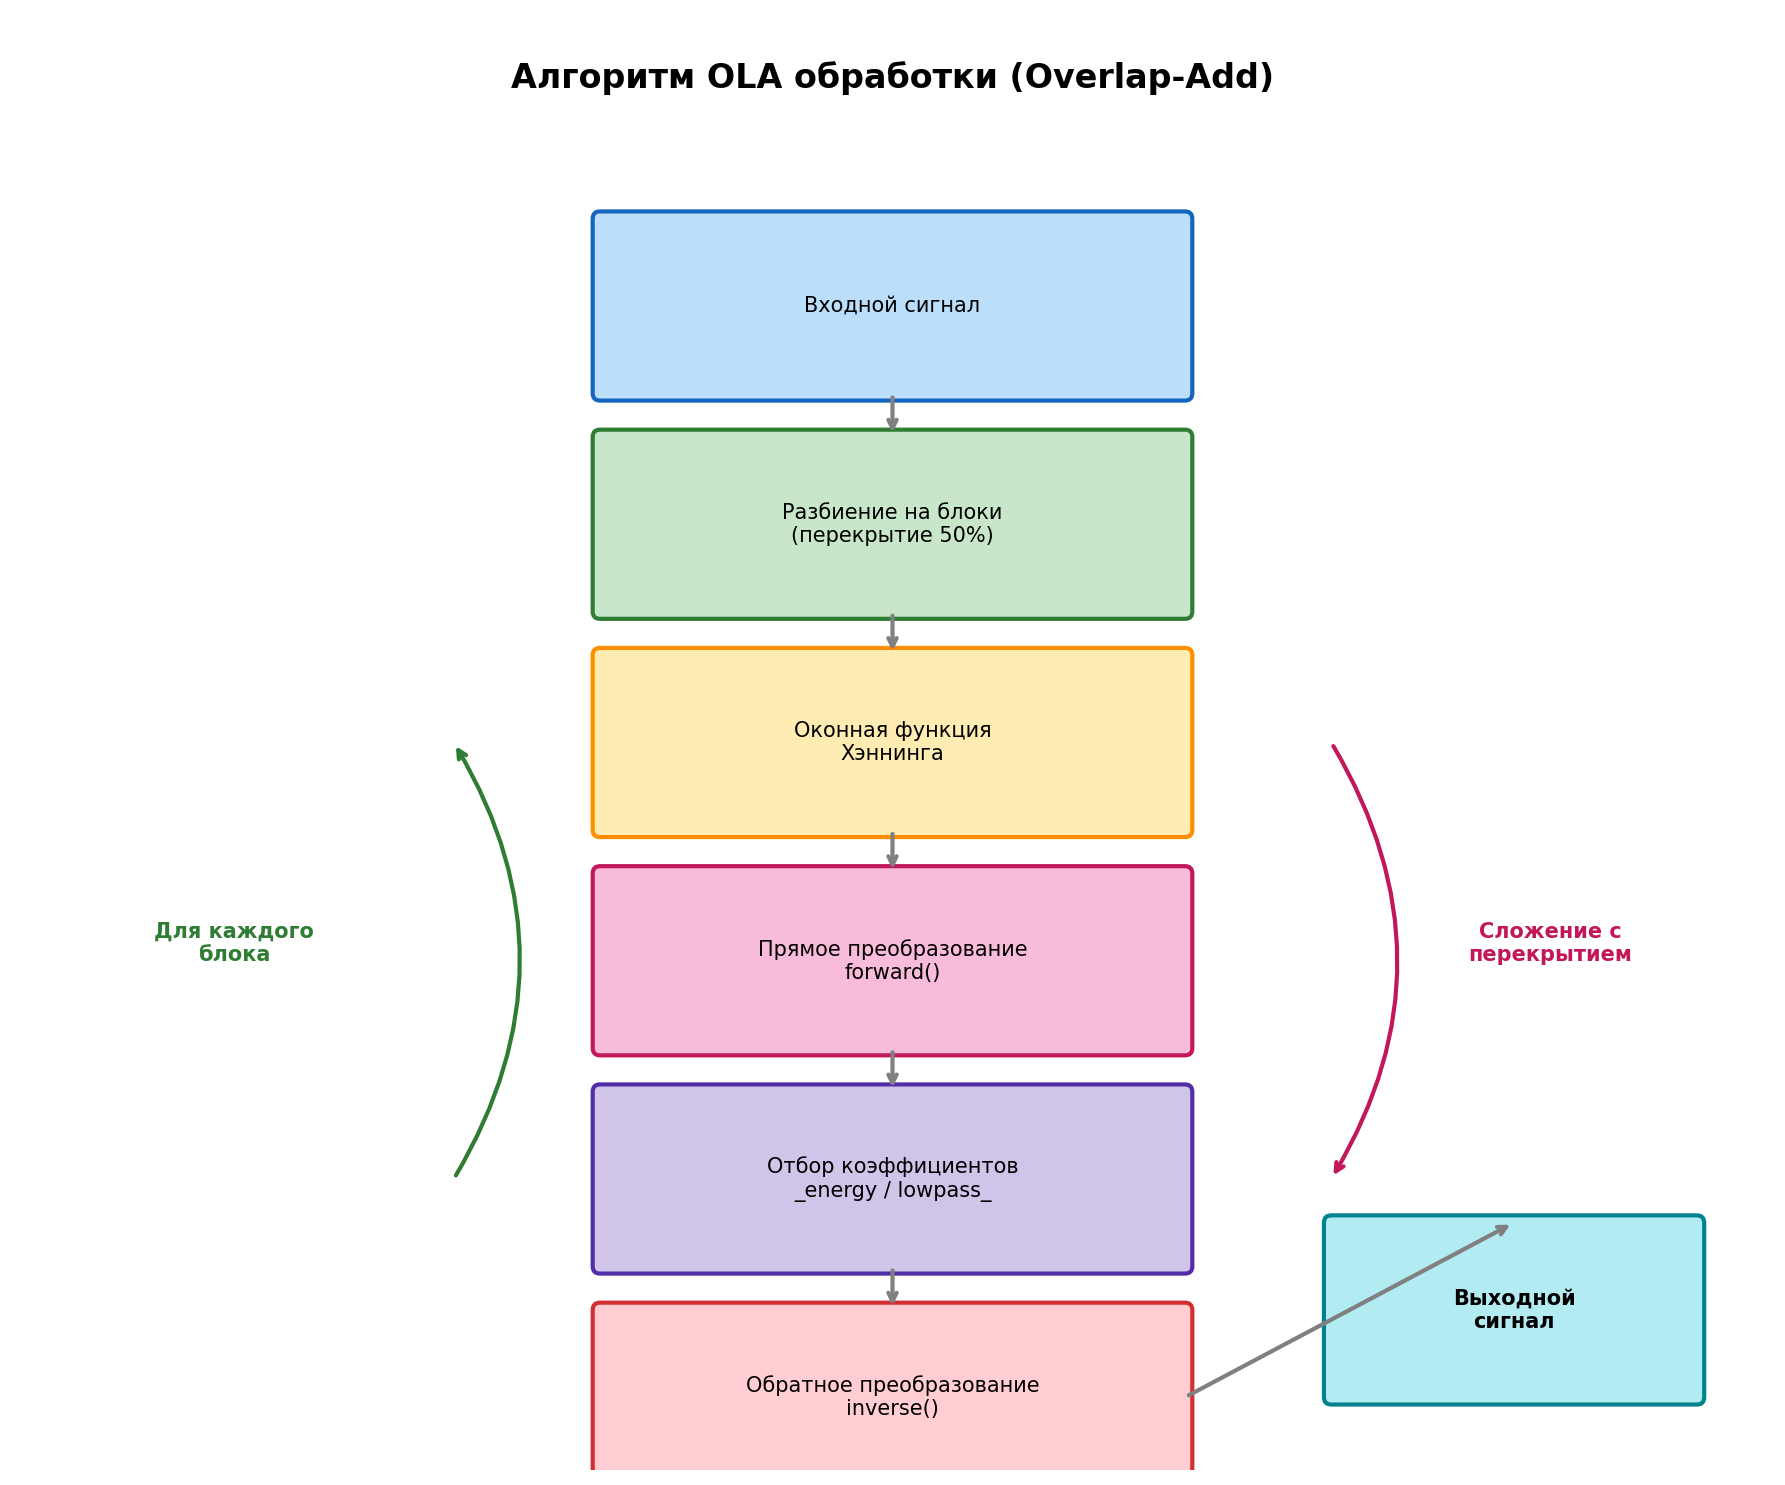 Алгоритм OLA обработки (Overlap-Add)
Входной сигнал
Разбиение на блоки
(перекрытие 50%)
Оконная функция
Хэннинга
Для каждого
блока
Прямое преобразование
forward()
Сложение с
перекрытием
Отбор коэффициентов
_energy / lowpass_
Выходной
сигнал
Обратное преобразование
inverse()